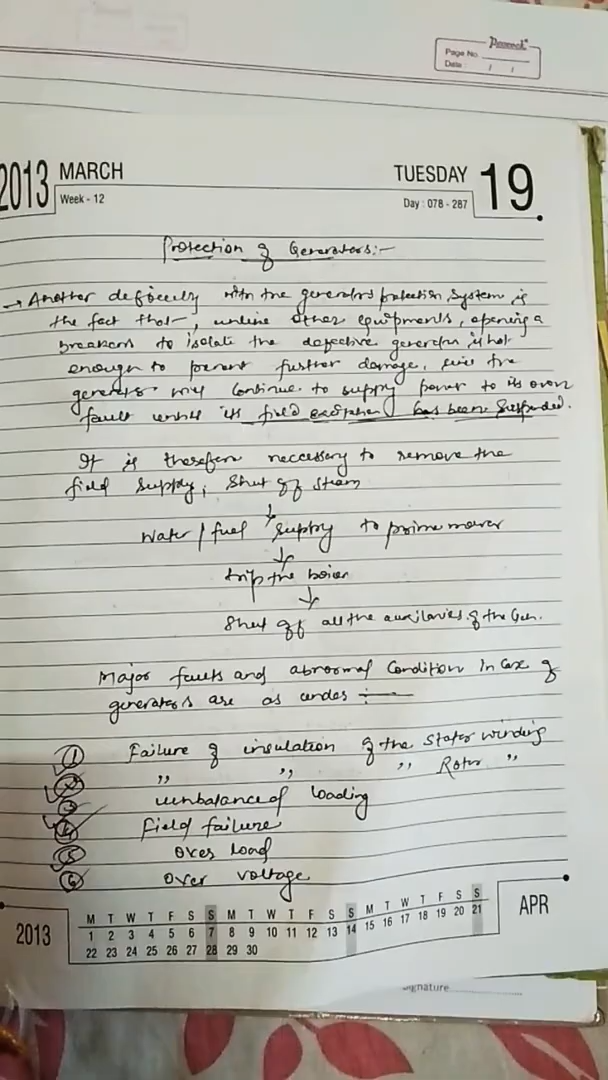 Peacock
Page No.
Date : / /
2013 MARCH TUESDAY 19
Week - 12 Day : 078 - 287
Protection of Generators:-
→ Another deficiency with the generators protection system is
the fact that, unlike other equipments, opening a
breakers to isolate the defective generator is not
enough to prevent further damage, since the
generator will continue to supply power to its own
fault until its field excitation has been suspended.
It is therefore necessary to remove the
field supply, shut off steam
↓
Water / fuel supply to prime mover
↓
trip the boiler
↓
Shut off all the auxilaries of the Gen.
Major faults and abnormal Condition in Case of
generators are as under :-
① Failure of insulation of the Stator winding
② " " " Rotor "
③ unbalance of loading
④ Field failure
⑤ Over load
⑥ Over voltage
2013 M T W T F S S M T W T F S S M T W T F S S APR
1 2 3 4 5 6 7 8 9 10 11 12 13 14 15 16 17 18 19 20 21
22 23 24 25 26 27 28 29 30
ignature